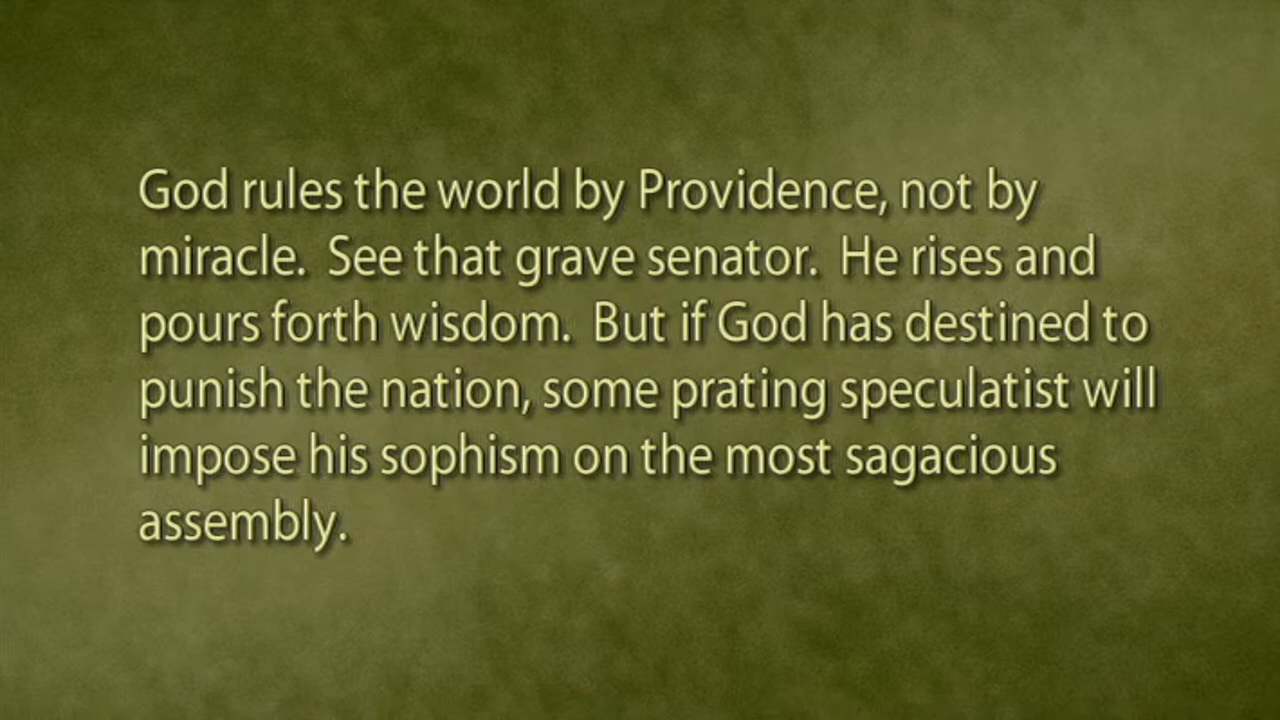 God rules the world by Providence, not by
miracle.  See that grave senator.  He rises and
pours forth wisdom.  But if God has destined to
punish the nation, some prating speculatist will
impose his sophism on the most sagacious
assembly.